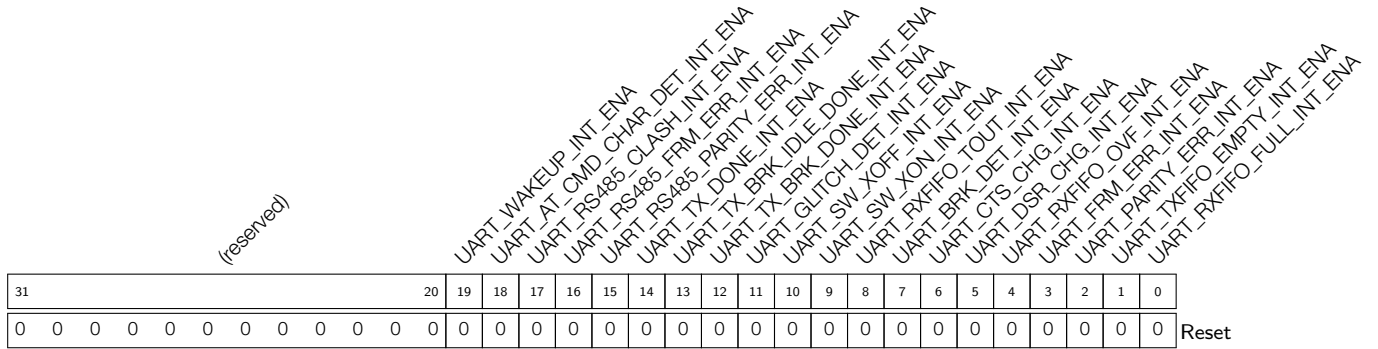 (reserved)
UART_WAKEUP_INT_ENA
UART_AT_CMD_CHAR_DET_INT_ENA
UART_RS485_CLASH_INT_ENA
UART_RS485_FRM_ERR_INT_ENA
UART_RS485_PARITY_ERR_INT_ENA
UART_TX_DONE_INT_ENA
UART_TX_BRK_IDLE_DONE_INT_ENA
UART_TX_BRK_DONE_INT_ENA
UART_GLITCH_DET_INT_ENA
UART_SW_XOFF_INT_ENA
UART_SW_XON_INT_ENA
UART_RXFIFO_TOUT_INT_ENA
UART_BRK_DET_INT_ENA
UART_CTS_CHG_INT_ENA
UART_DSR_CHG_INT_ENA
UART_RXFIFO_OVF_INT_ENA
UART_FRM_ERR_INT_ENA
UART_PARITY_ERR_INT_ENA
UART_TXFIFO_EMPTY_INT_ENA
UART_RXFIFO_FULL_INT_ENA
31 20 19 18 17 16 15 14 13 12 11 10 9 8 7 6 5 4 3 2 1 0
0 0 0 0 0 0 0 0 0 0 0 0 0 0 0 0 0 0 0 0 0 0 0 0 0 0 0 0 0 0 0 0 Reset